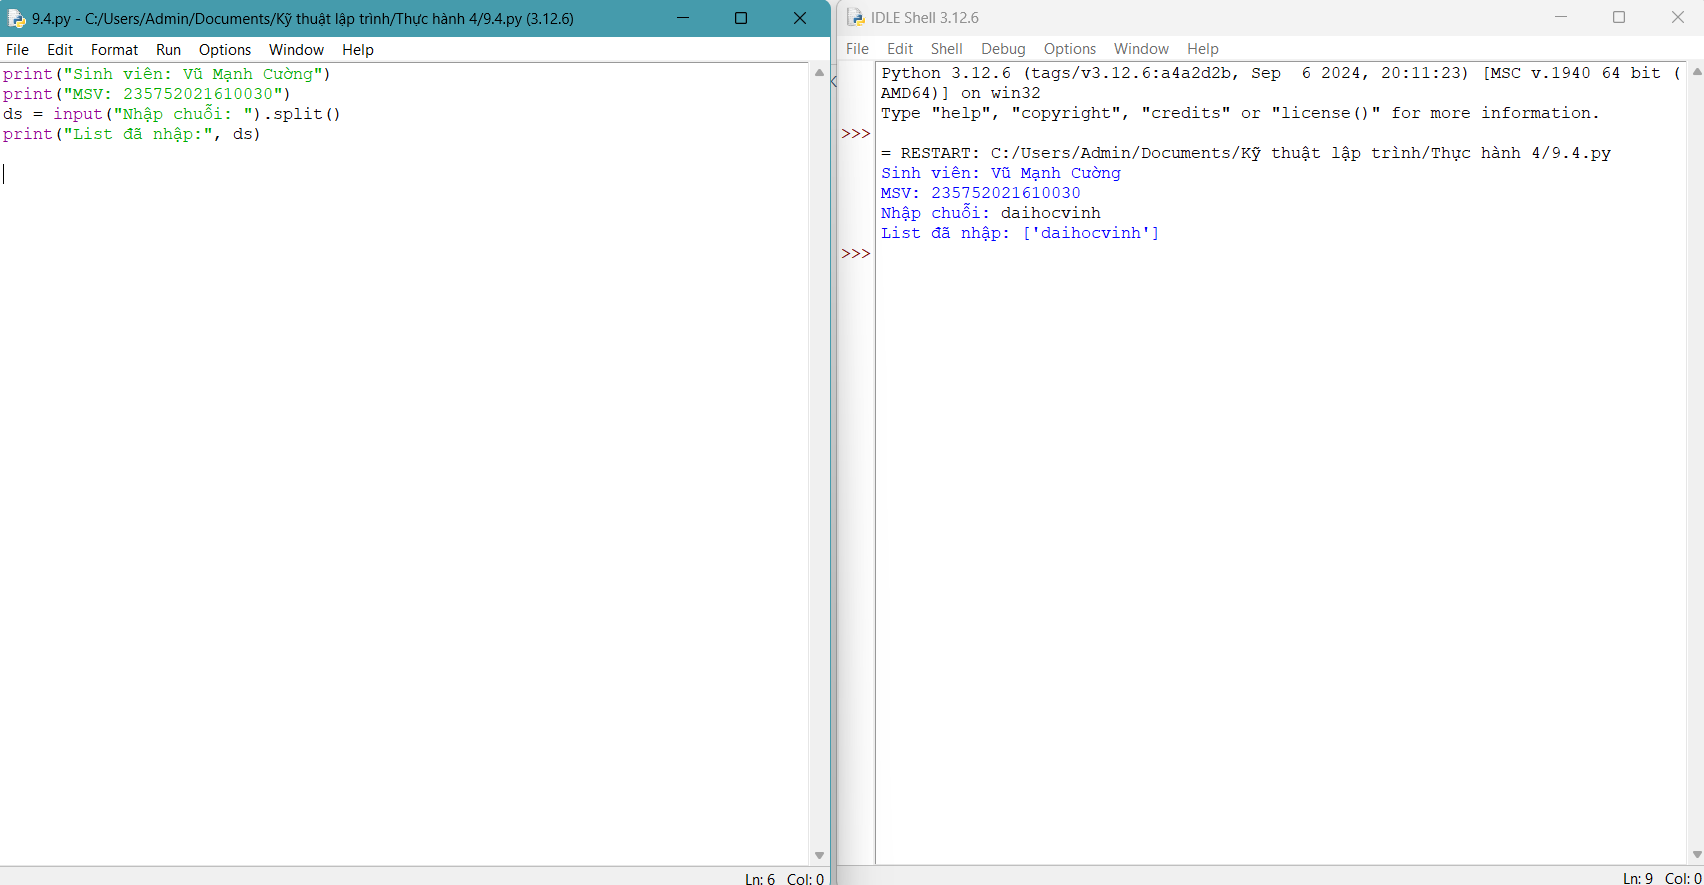 9.4.py - C:/Users/Admin/Documents/Kỹ thuật lập trình/Thực hành 4/9.4.py (3.12.6)
File Edit Format Run Options Window Help
print("Sinh viên: Vũ Mạnh Cường")
print("MSV: 235752021610030")
ds = input("Nhập chuỗi: ").split()
print("List đã nhập:", ds)
Ln: 6 Col: 0
IDLE Shell 3.12.6
File Edit Shell Debug Options Window Help
Python 3.12.6 (tags/v3.12.6:a4a2d2b, Sep  6 2024, 20:11:23) [MSC v.1940 64 bit (
AMD64)] on win32
Type "help", "copyright", "credits" or "license()" for more information.
>>>
= RESTART: C:/Users/Admin/Documents/Kỹ thuật lập trình/Thực hành 4/9.4.py
Sinh viên: Vũ Mạnh Cường
MSV: 235752021610030
Nhập chuỗi: daihocvinh
List đã nhập: ['daihocvinh']
>>>
Ln: 9 Col: 0